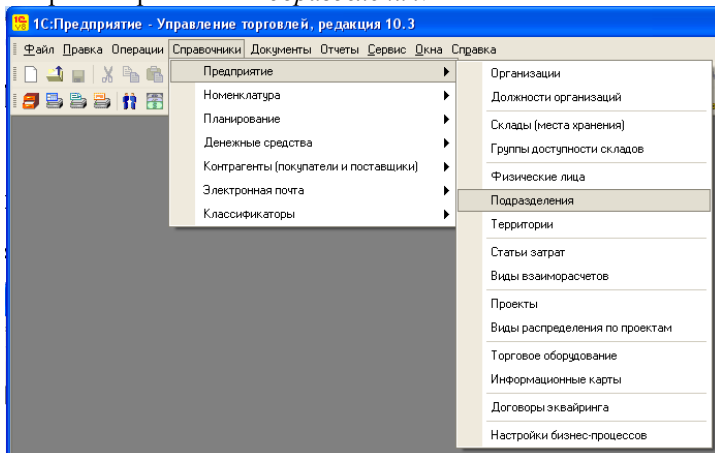 1С:Предприятие - Управление торговлей, редакция 10.3
Файл Правка Операции Справочники Документы Отчеты Сервис Окна Справка
Предприятие
Номенклатура
Планирование
Денежные средства
Контрагенты (покупатели и поставщики)
Электронная почта
Классификаторы
Организации
Должности организаций
Склады (места хранения)
Группы доступности складов
Физические лица
Подразделения
Территории
Статьи затрат
Виды взаиморасчетов
Проекты
Виды распределения по проектам
Торговое оборудование
Информационные карты
Договоры эквайринга
Настройки бизнес-процессов